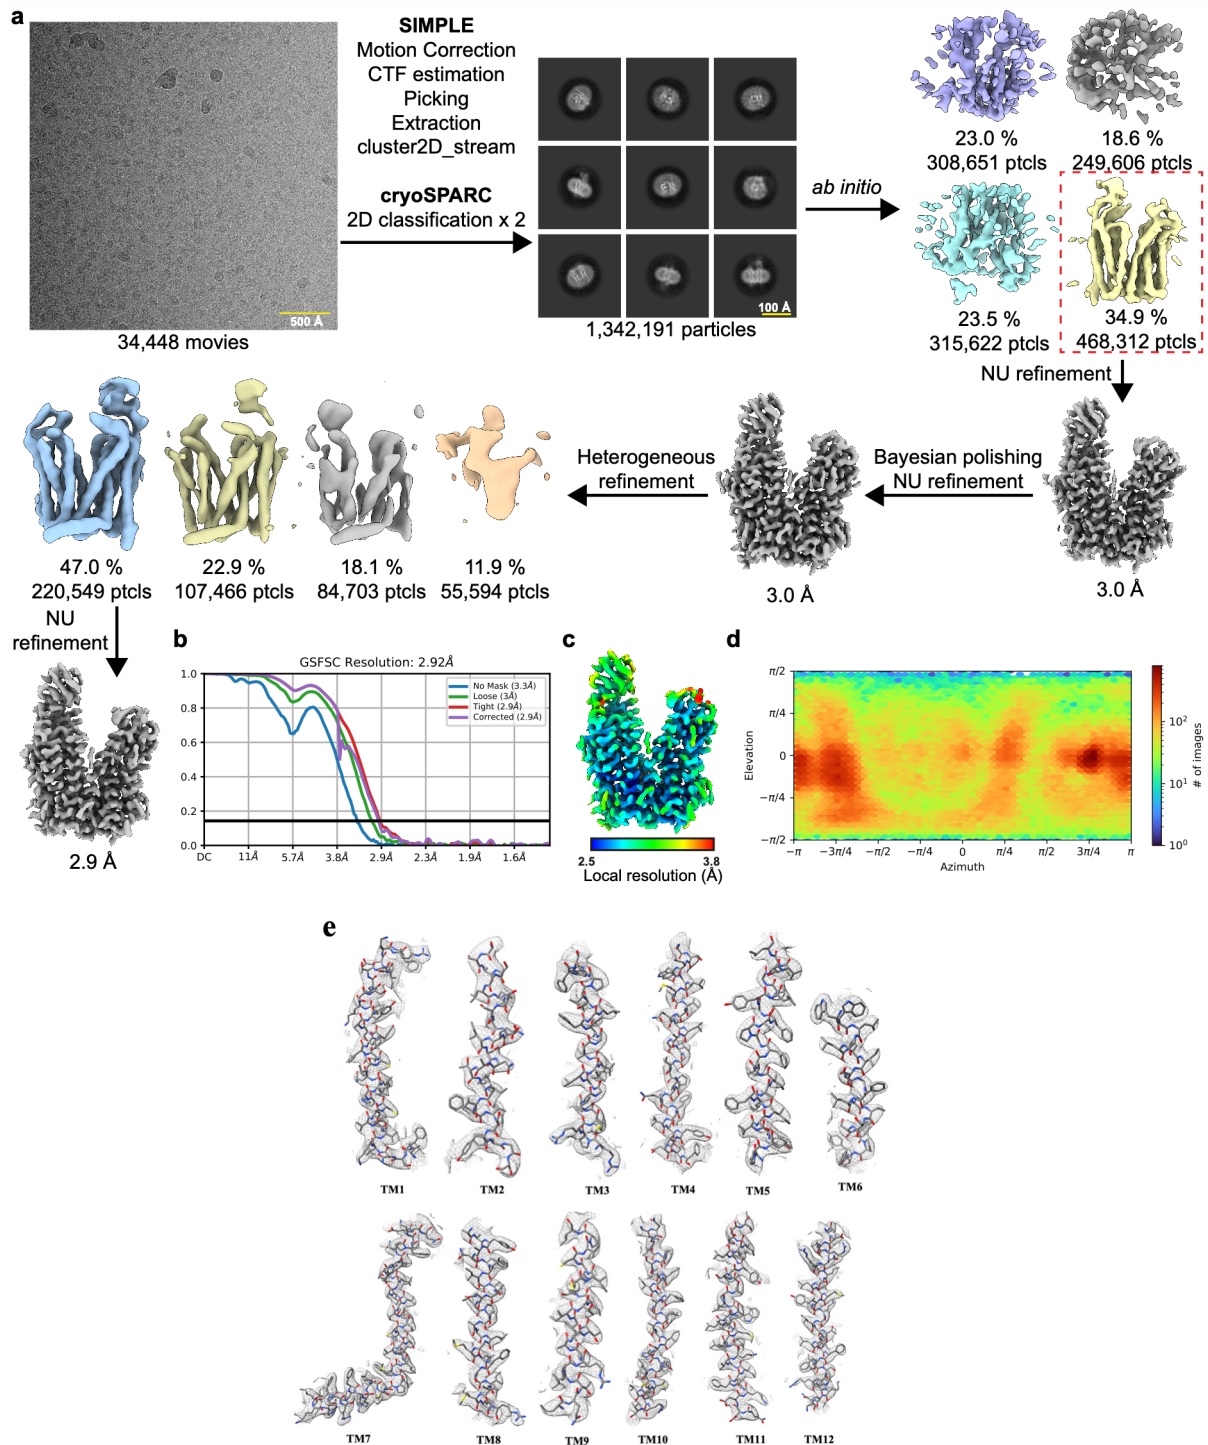 a
SIMPLE
Motion Correction
CTF estimation
Picking
Extraction
cluster2D_stream
cryoSPARC
2D classification x 2
500 Å
34,448 movies
100 Å
1,342,191 particles
ab initio
23.0 %
308,651 ptcls
18.6 %
249,606 ptcls
23.5 %
315,622 ptcls
34.9 %
468,312 ptcls
NU refinement
3.0 Å
Bayesian polishing
NU refinement
3.0 Å
Heterogeneous
refinement
47.0 %
220,549 ptcls
22.9 %
107,466 ptcls
18.1 %
84,703 ptcls
11.9 %
55,594 ptcls
NU
refinement
2.9 Å
b
GSFSC Resolution: 2.92Å
No Mask (3.3Å)
Loose (3Å)
Tight (2.9Å)
Corrected (2.9Å)
1.0
0.8
0.6
0.4
0.2
0.0
DC 11Å 5.7Å 3.8Å 2.9Å 2.3Å 1.9Å 1.6Å
c
2.5 3.8
Local resolution (Å)
d
π/2
π/4
0
−π/4
−π/2
Elevation
−π −3π/4 −π/2 −π/4 0 π/4 π/2 3π/4 π
Azimuth
10²
10¹
10⁰
# of images
e
TM1 TM2 TM3 TM4 TM5 TM6
TM7 TM8 TM9 TM10 TM11 TM12